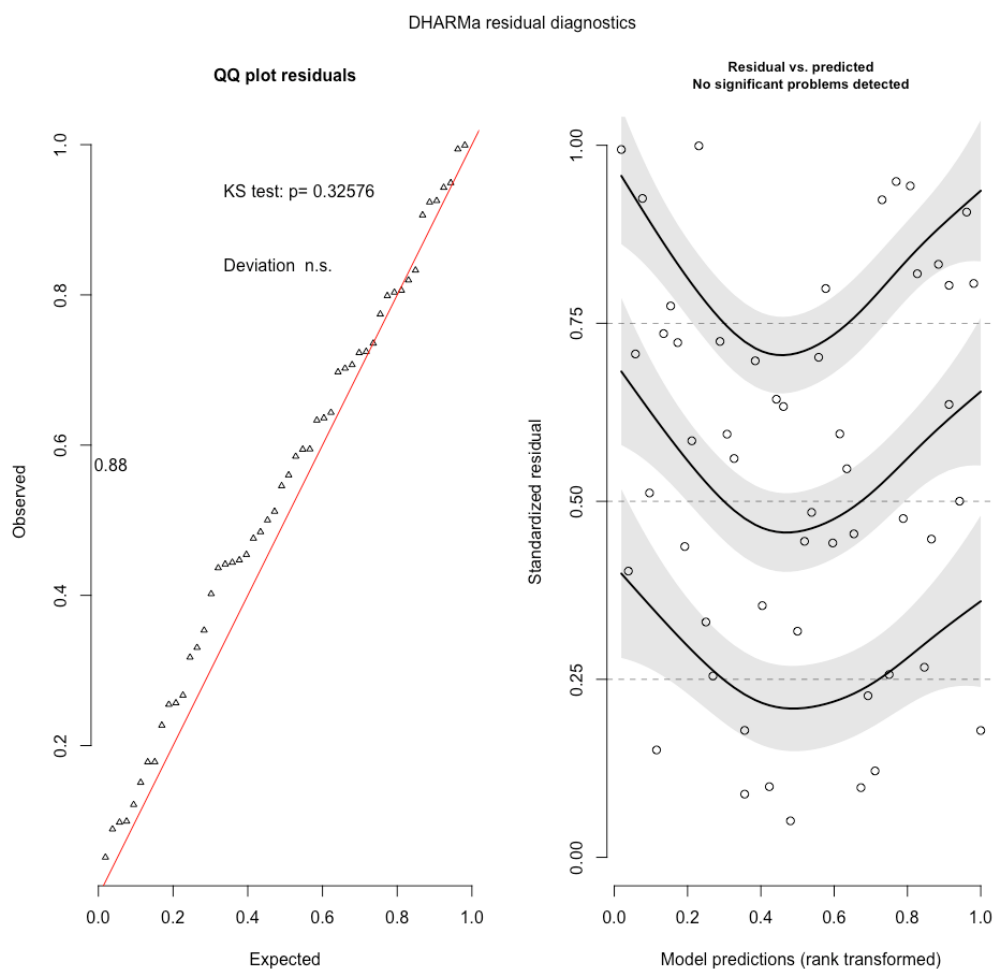 DHARMa residual diagnostics
QQ plot residuals
KS test: p= 0.32576
Deviation  n.s.
0.88
Observed
1.0
0.8
0.6
0.4
0.2
0.0 0.2 0.4 0.6 0.8 1.0
Expected
Residual vs. predicted
No significant problems detected
Standardized residual
1.00
0.75
0.50
0.25
0.00
0.0 0.2 0.4 0.6 0.8 1.0
Model predictions (rank transformed)